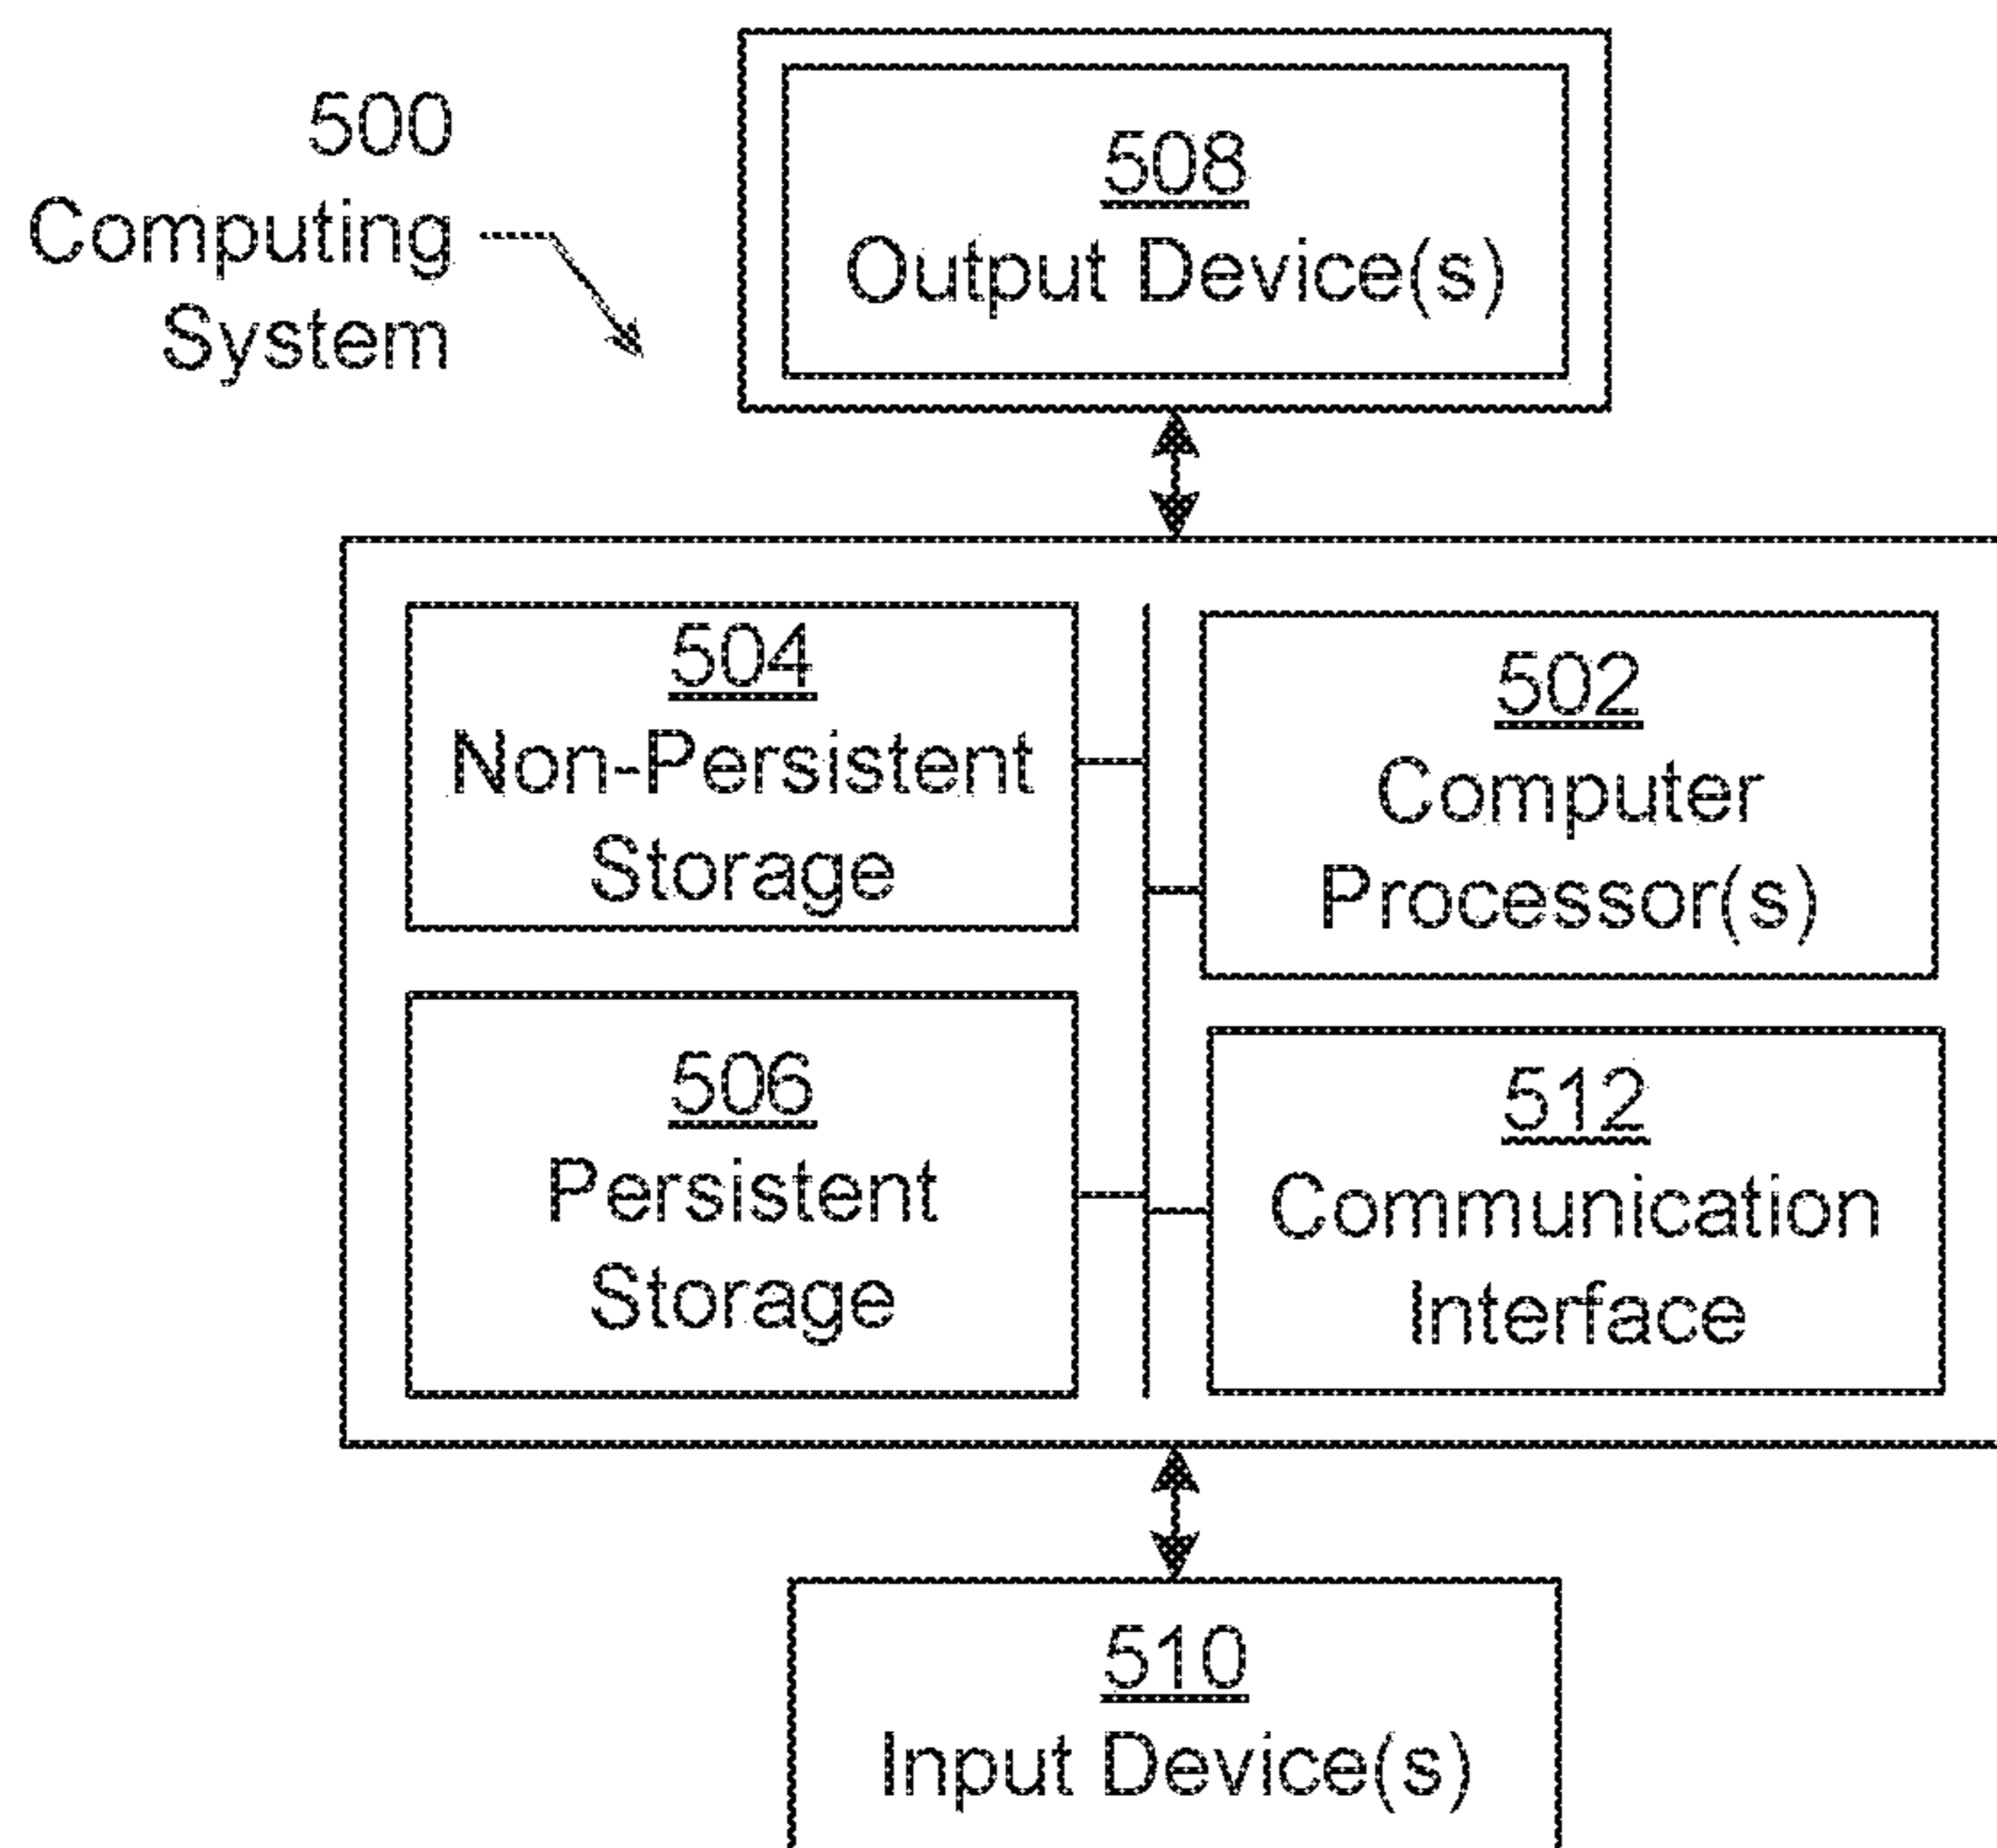 500
Computing
System
508
Output Device(s)
504
Non-Persistent
Storage
502
Computer
Processor(s)
506
Persistent
Storage
512
Communication
Interface
510
Input Device(s)